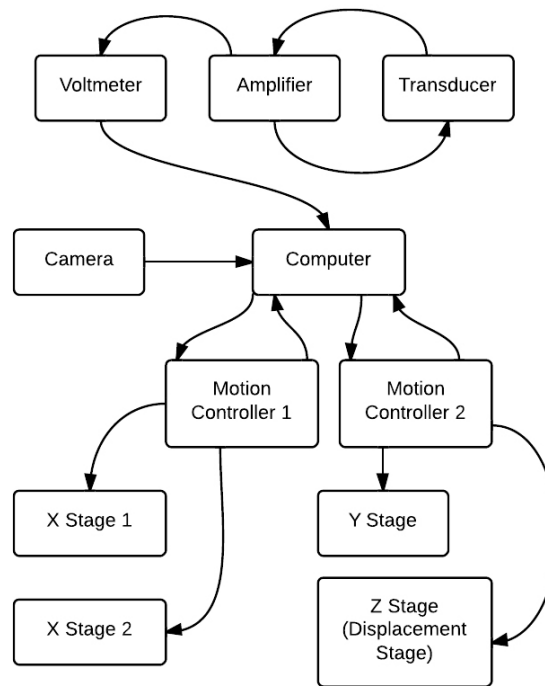 Voltmeter
Amplifier
Transducer
Camera
Computer
Motion
Controller 1
Motion
Controller 2
X Stage 1
Y Stage
X Stage 2
Z Stage
(Displacement
Stage)